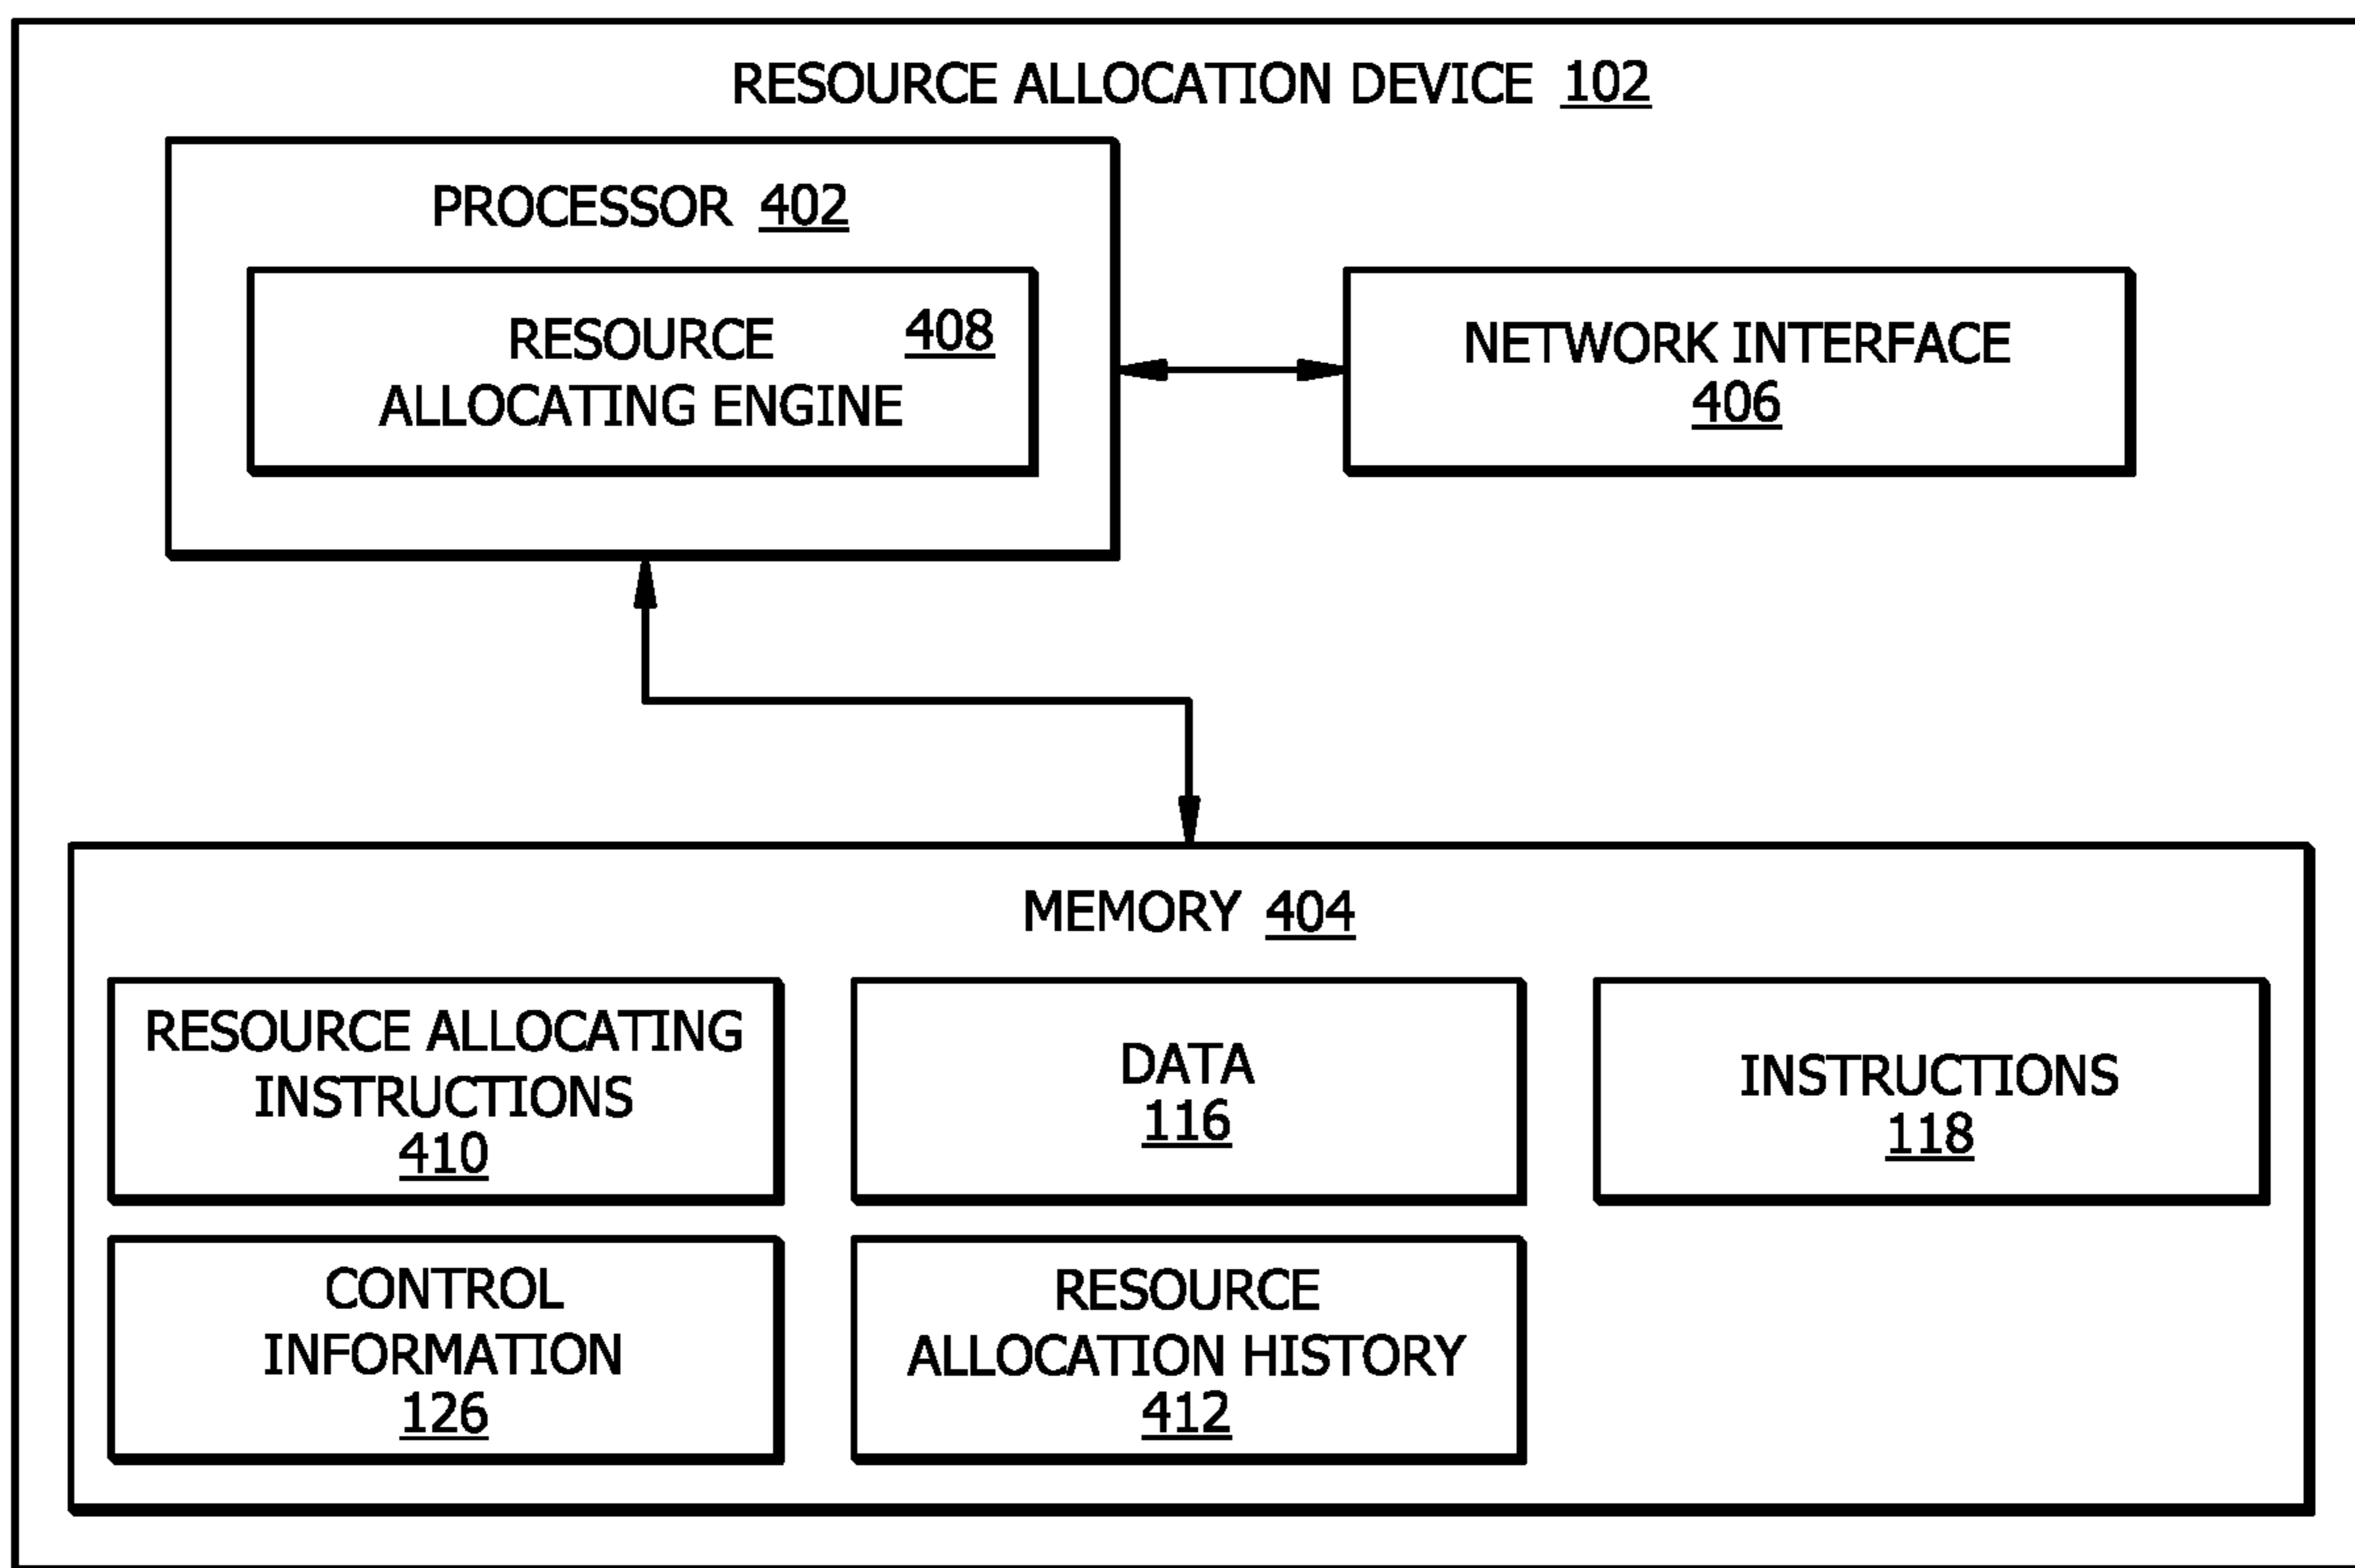 RESOURCE ALLOCATION DEVICE 102
PROCESSOR 402
RESOURCE 408
ALLOCATING ENGINE
NETWORK INTERFACE
406
MEMORY 404
RESOURCE ALLOCATING
INSTRUCTIONS
410
DATA
116
INSTRUCTIONS
118
CONTROL
INFORMATION
126
RESOURCE
ALLOCATION HISTORY
412